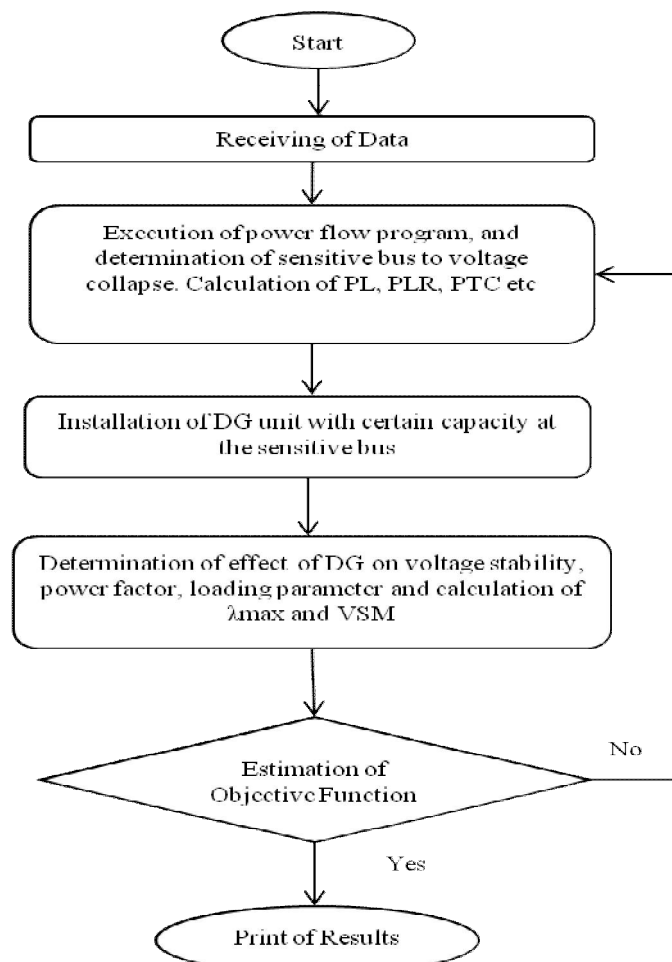 Start
Receiving of Data
Execution of power flow program, and
determination of sensitive bus to voltage
collapse. Calculation of PL, PLR, PTC etc
Installation of DG unit with certain capacity at
the sensitive bus
Determination of effect of DG on voltage stability,
power factor, loading parameter and calculation of
λmax and VSM
Estimation of
Objective Function
No
Yes
Print of Results